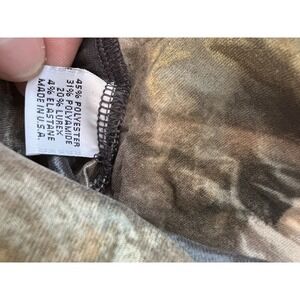 45% POLYESTER
31% POLYAMIDE
20% LUREX
4% ELASTANE
MADE IN U.S.A.